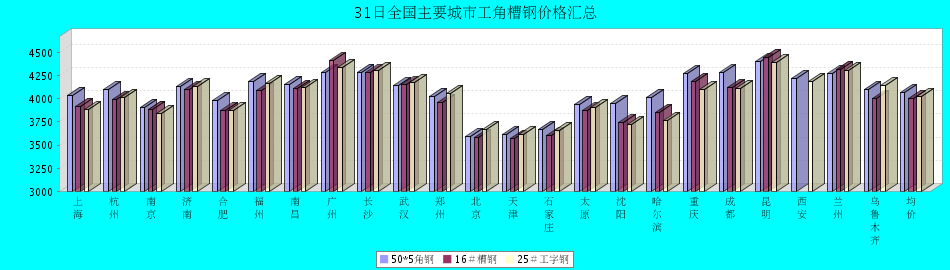 31日全国主要城市工角槽钢价格汇总
4500
4250
4000
3750
3500
3250
3000
上海 杭州 南京 济南 合肥 福州 南昌 广州 长沙 武汉 郑州 北京 天津 石家庄 太原 沈阳 哈尔滨 重庆 成都 昆明 西安 兰州 乌鲁木齐 均价
50*5角钢 16#槽钢 25#工字钢